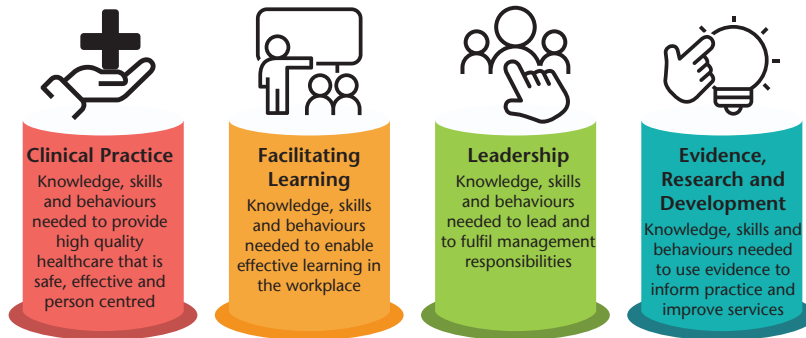 Clinical Practice
Knowledge, skills
and behaviours
needed to provide
high quality
healthcare that is
safe, effective and
person centred
Facilitating
Learning
Knowledge, skills
and behaviours
needed to enable
effective learning in
the workplace
Leadership
Knowledge, skills
and behaviours
needed to lead and
to fulfil management
responsibilities
Evidence,
Research and
Development
Knowledge, skills and
behaviours needed
to use evidence to
inform practice and
improve services